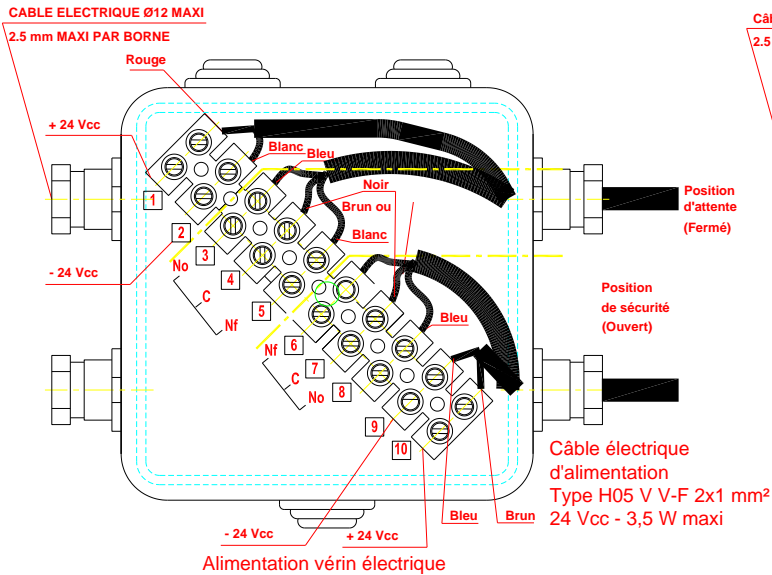 CABLE ELECTRIQUE Ø12 MAXI
2.5 mm MAXI PAR BORNE
Câ
2.5
Rouge
+ 24 Vcc
Blanc
Bleu
Noir
Brun ou
Blanc
Position
d'attente
(Fermé)
1
2
3
4
5
6
7
8
9
10
- 24 Vcc
No
C
Nf
Nf
C
No
Position
de sécurité
(Ouvert)
Bleu
Câble électrique
d'alimentation
Type H05 V V-F 2x1 mm²
24 Vcc - 3,5 W maxi
Bleu
Brun
- 24 Vcc
+ 24 Vcc
Alimentation vérin électrique